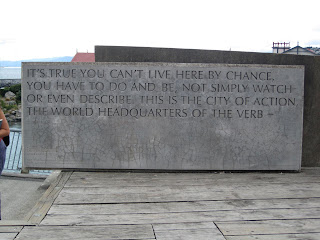 IT'S TRUE YOU CAN'T LIVE HERE BY CHANCE,
YOU HAVE TO DO AND BE, NOT SIMPLY WATCH
OR EVEN DESCRIBE. THIS IS THE CITY OF ACTION,
THE WORLD HEADQUARTERS OF THE VERB –